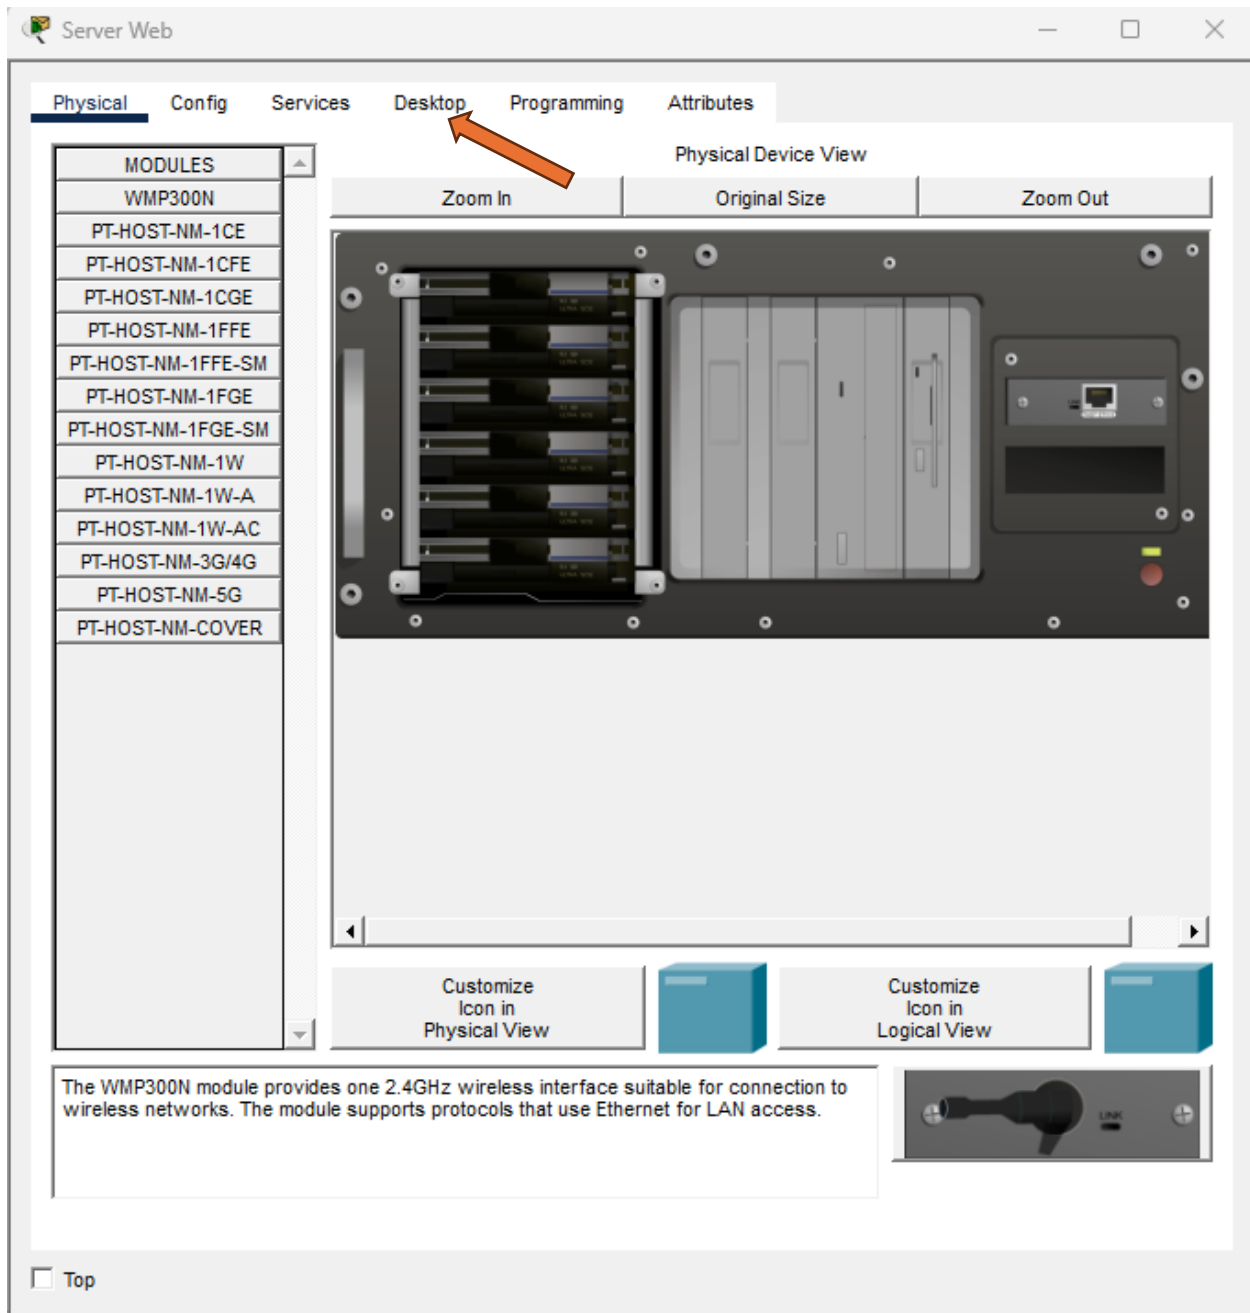 Server Web
Physical Config Services Desktop Programming Attributes
MODULES
WMP300N
PT-HOST-NM-1CE
PT-HOST-NM-1CFE
PT-HOST-NM-1CGE
PT-HOST-NM-1FFE
PT-HOST-NM-1FFE-SM
PT-HOST-NM-1FGE
PT-HOST-NM-1FGE-SM
PT-HOST-NM-1W
PT-HOST-NM-1W-A
PT-HOST-NM-1W-AC
PT-HOST-NM-3G/4G
PT-HOST-NM-5G
PT-HOST-NM-COVER
Physical Device View
Zoom In Original Size Zoom Out
Customize
Icon in
Physical View
Customize
Icon in
Logical View
The WMP300N module provides one 2.4GHz wireless interface suitable for connection to
wireless networks. The module supports protocols that use Ethernet for LAN access.
LINK
Top